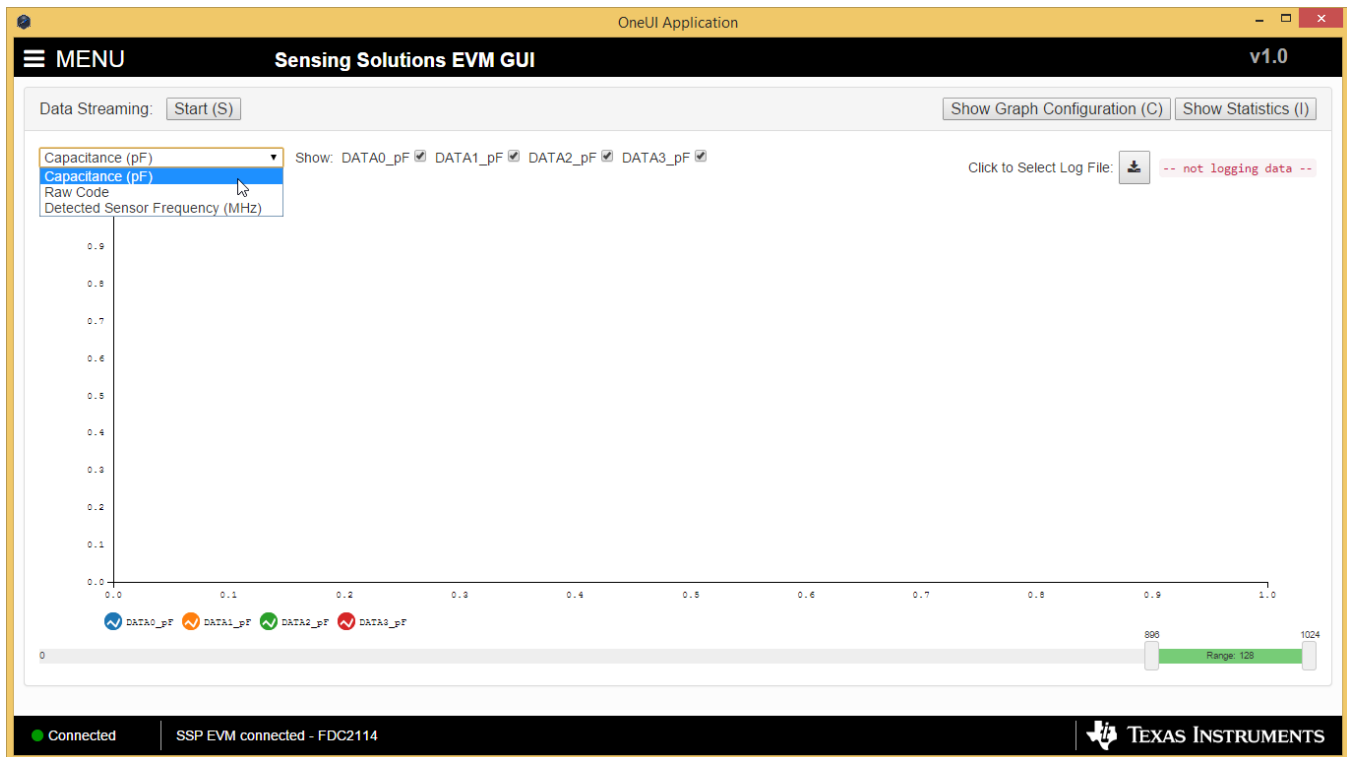 OneUI Application
MENU
Sensing Solutions EVM GUI
v1.0
Data Streaming: Start (S)
Show Graph Configuration (C) Show Statistics (I)
Capacitance (pF)
Show: DATA0_pF DATA1_pF DATA2_pF DATA3_pF
Click to Select Log File: -- not logging data --
Capacitance (pF)
Raw Code
Detected Sensor Frequency (MHz)
0.9
0.8
0.7
0.6
0.5
0.4
0.3
0.2
0.1
0.0
0.0 0.1 0.2 0.3 0.4 0.5 0.6 0.7 0.8 0.9 1.0
DATA0_pF DATA1_pF DATA2_pF DATA3_pF
896 1024
0 Range: 128
Connected SSP EVM connected - FDC2114
TEXAS INSTRUMENTS